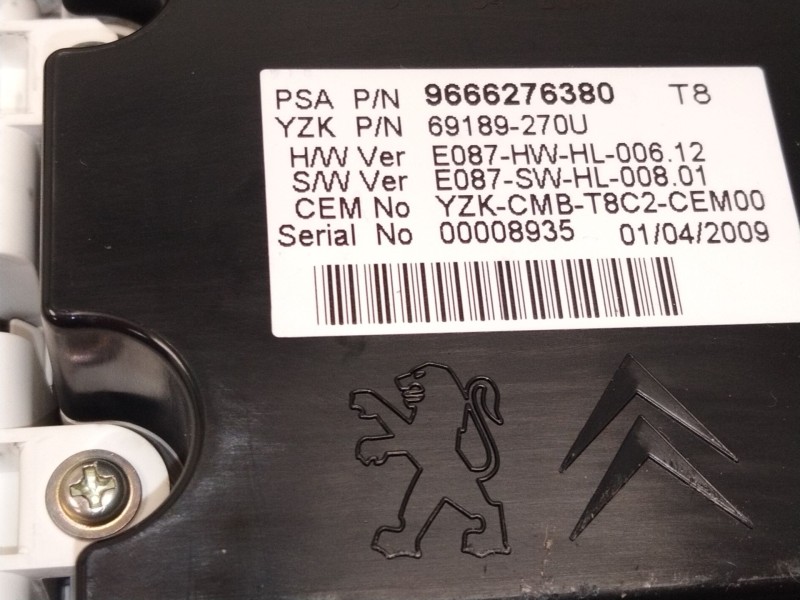 PSA P/N 9666276380 T8
YZK P/N 69189-270U
H/W Ver E087-HW-HL-006.12
S/W Ver E087-SW-HL-008.01
CEM No YZK-CMB-T8C2-CEM00
Serial No 00008935 01/04/2009